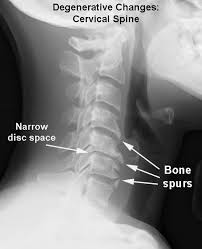 Degenerative Changes:
Cervical Spine
Narrow
disc space
Bone
spurs